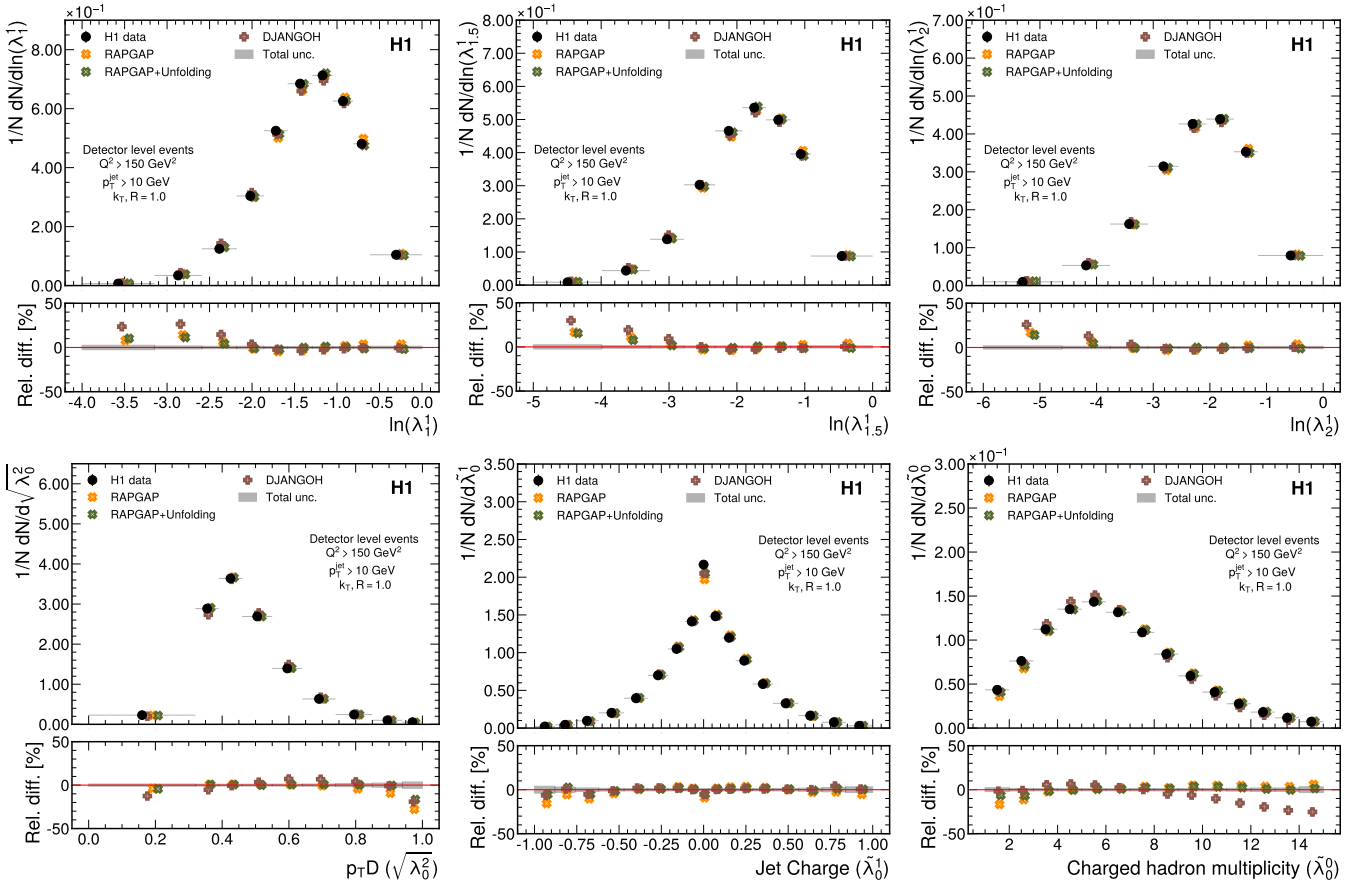 ×10⁻¹
1/N dN/dln(λ¹₁)
8.00
6.00
4.00
2.00
0.00
H1 data
RAPGAP
RAPGAP+Unfolding
DJANGOH
Total unc.
H1
Detector level events
Q² > 150 GeV²
p_T^jet > 10 GeV
k_T, R = 1.0
Rel. diff. [%]
50
0
−50
-4.0 -3.5 -3.0 -2.5 -2.0 -1.5 -1.0 -0.5 0.0
ln(λ¹₁)
×10⁻¹
1/N dN/dln(λ¹₁.₅)
8.00
7.00
6.00
5.00
4.00
3.00
2.00
1.00
0.00
H1 data
RAPGAP
RAPGAP+Unfolding
DJANGOH
Total unc.
H1
Detector level events
Q² > 150 GeV²
p_T^jet > 10 GeV
k_T, R = 1.0
Rel. diff. [%]
50
0
−50
-5 -4 -3 -2 -1 0
ln(λ¹₁.₅)
×10⁻¹
1/N dN/dln(λ¹₂)
7.00
6.00
5.00
4.00
3.00
2.00
1.00
0.00
H1 data
RAPGAP
RAPGAP+Unfolding
DJANGOH
Total unc.
H1
Detector level events
Q² > 150 GeV²
p_T^jet > 10 GeV
k_T, R = 1.0
Rel. diff. [%]
50
0
−50
-6 -5 -4 -3 -2 -1 0
ln(λ¹₂)
1/N dN/d√λ²₀
6.00
5.00
4.00
3.00
2.00
1.00
0.00
H1 data
RAPGAP
RAPGAP+Unfolding
DJANGOH
Total unc.
H1
Detector level events
Q² > 150 GeV²
p_T^jet > 10 GeV
k_T, R = 1.0
Rel. diff. [%]
50
0
−50
0.0 0.2 0.4 0.6 0.8 1.0
p_TD (√λ²₀)
1/N dN/dλ̃¹₀
3.50
3.00
2.50
2.00
1.50
1.00
0.50
0.00
H1 data
RAPGAP
RAPGAP+Unfolding
DJANGOH
Total unc.
H1
Detector level events
Q² > 150 GeV²
p_T^jet > 10 GeV
k_T, R = 1.0
Rel. diff. [%]
50
0
−50
-1.00 -0.75 -0.50 -0.25 0.00 0.25 0.50 0.75 1.00
Jet Charge (λ̃¹₀)
×10⁻¹
1/N dN/dλ̃⁰₀
3.00
2.50
2.00
1.50
1.00
0.50
0.00
H1 data
RAPGAP
RAPGAP+Unfolding
DJANGOH
Total unc.
H1
Detector level events
Q² > 150 GeV²
p_T^jet > 10 GeV
k_T, R = 1.0
Rel. diff. [%]
50
0
−50
2 4 6 8 10 12 14
Charged hadron multiplicity (λ̃⁰₀)